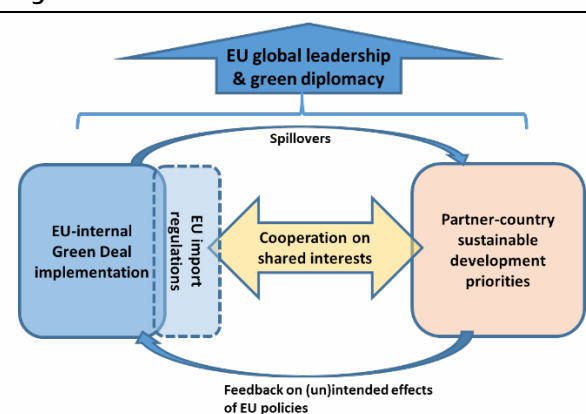 EU global leadership
& green diplomacy
Spillovers
EU-internal
Green Deal
implementation
EU import
regulations
Cooperation on
shared interests
Partner-country
sustainable
development
priorities
Feedback on (un)intended effects
of EU policies